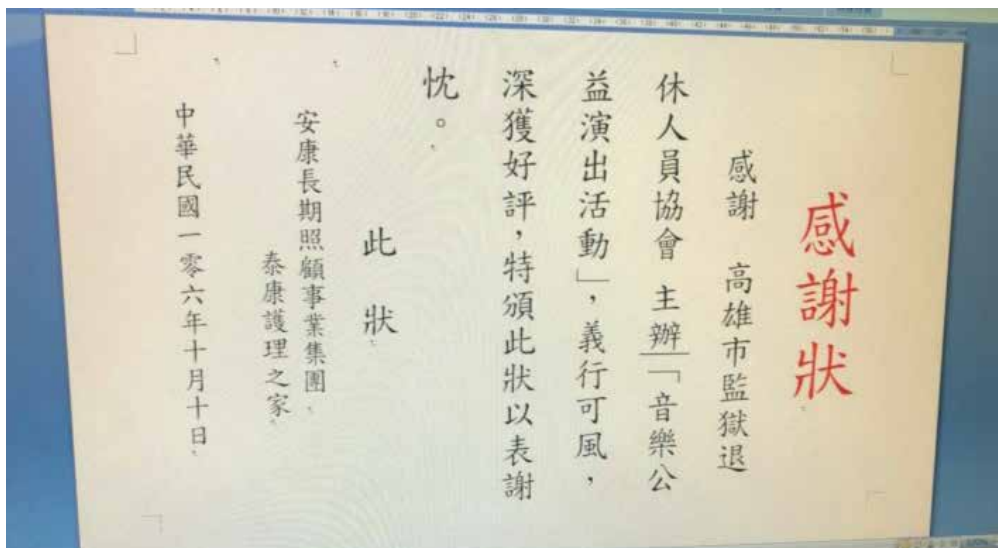 感謝狀
感謝 高雄市監獄退
休人員協會 主辦「音樂公
益演出活動」,義行可風,
深獲好評,特頒此狀以表謝
忱。
此 狀
安康長期照顧事業集團
泰康護理之家
中華民國一零六年十月十日